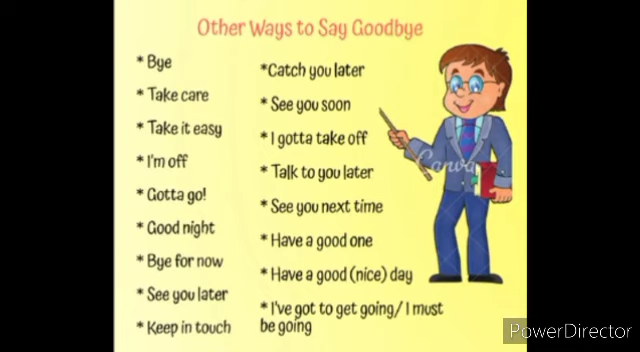 Other Ways to Say Goodbye
* Bye
* Take care
* Take it easy
* I'm off
* Gotta go!
* Good night
* Bye for now
* See you later
* Keep in touch
*Catch you later
* See you soon
* I gotta take off
* Talk to you later
* See you next time
* Have a good one
* Have a good (nice) day
* I've got to get going/ I must
be going
Canva
PowerDirector